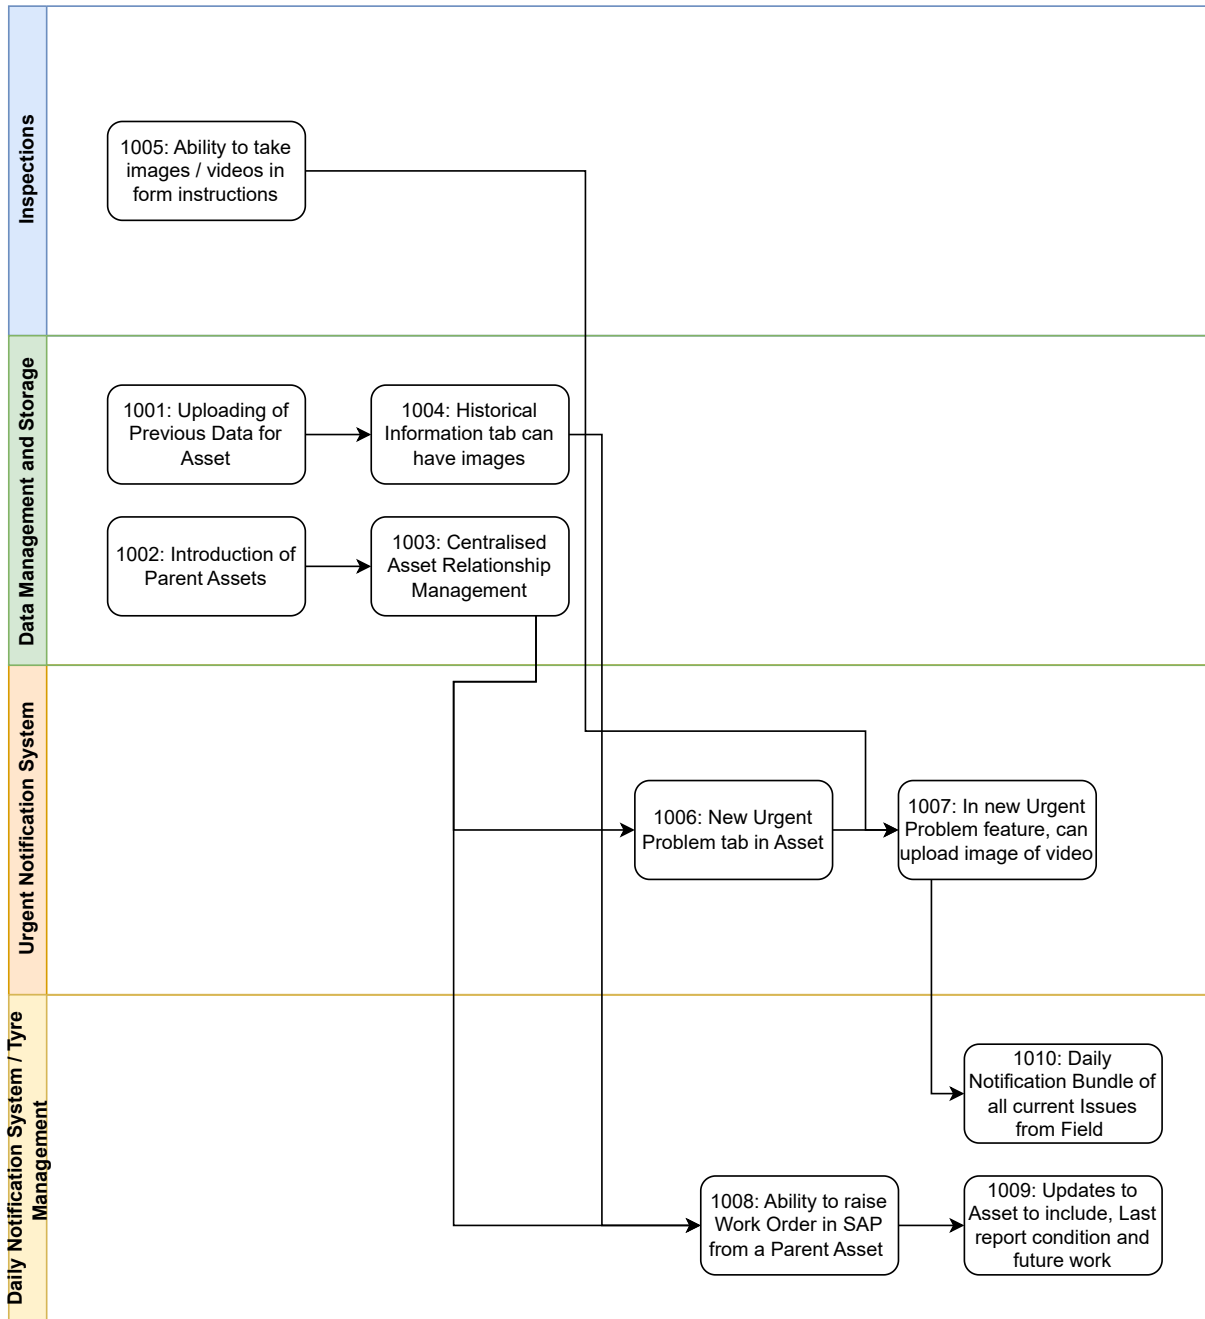 Inspections
1005: Ability to take
images / videos in
form instructions
Data Management and Storage
1001: Uploading of
Previous Data for
Asset
1004: Historical
Information tab can
have images
1002: Introduction of
Parent Assets
1003: Centralised
Asset Relationship
Management
Urgent Notification System
1006: New Urgent
Problem tab in Asset
1007: In new Urgent
Problem feature, can
upload image of video
Daily Notification System / Tyre
Management
1010: Daily
Notification Bundle of
all current Issues
from Field
1008: Ability to raise
Work Order in SAP
from a Parent Asset
1009: Updates to
Asset to include, Last
report condition and
future work